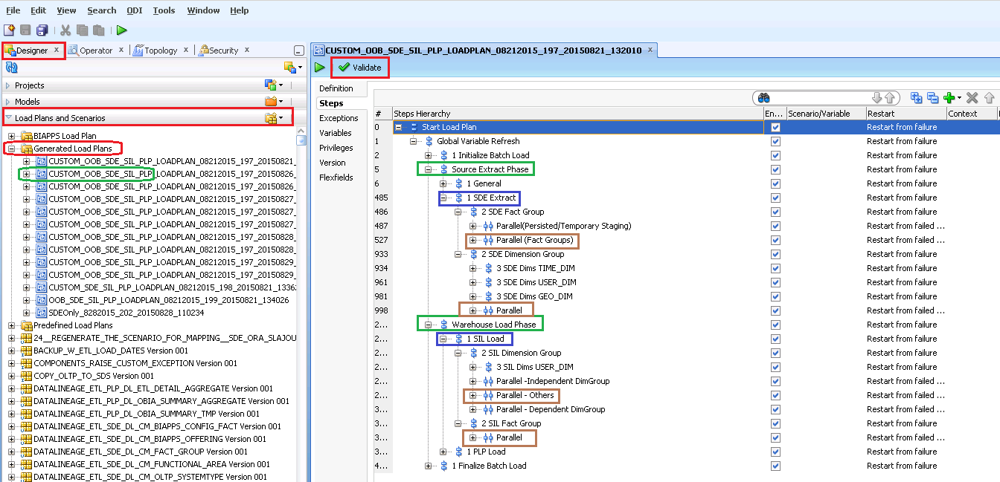 File Edit View Search ODI Tools Window Help
Designer x Operator x Topology x Security x
Projects
Models
Load Plans and Scenarios
BIAPPS Load Plan
Generated Load Plans
CUSTOM_OOB_SDE_SIL_PLP_LOADPLAN_08212015_197_20150821_
CUSTOM_OOB_SDE_SIL_PLP_LOADPLAN_08212015_197_20150826_
CUSTOM_OOB_SDE_SIL_PLP_LOADPLAN_08212015_197_20150826_
CUSTOM_OOB_SDE_SIL_PLP_LOADPLAN_08212015_197_20150827_
CUSTOM_OOB_SDE_SIL_PLP_LOADPLAN_08212015_197_20150827_
CUSTOM_OOB_SDE_SIL_PLP_LOADPLAN_08212015_197_20150827_
CUSTOM_OOB_SDE_SIL_PLP_LOADPLAN_08212015_197_20150828_
CUSTOM_OOB_SDE_SIL_PLP_LOADPLAN_08212015_197_20150828_
CUSTOM_OOB_SDE_SIL_PLP_LOADPLAN_08212015_197_20150829_
CUSTOM_OOB_SDE_SIL_PLP_LOADPLAN_08212015_197_20150829_
CUSTOM_SDE_SIL_PLP_LOADPLAN_08212015_198_20150821_13362
OOB_SDE_SIL_PLP_LOADPLAN_08212015_199_20150821_134026
SDEOnly_8282015_202_20150828_110234
Predefined Load Plans
24__REGENERATE_THE_SCENARIO_FOR_MAPPING__SDE_ORA_SLAJOU
BACKUP_W_ETL_LOAD_DATES Version 001
COMPONENTS_RAISE_CUSTOM_EXCEPTION Version 001
COPY_OLTP_TO_SDS Version 001
DATALINEAGE_ETL_PLP_DL_ETL_DETAIL_AGGREGATE Version 001
DATALINEAGE_ETL_PLP_DL_OBIA_SUMMARY_AGGREGATE Version 001
DATALINEAGE_ETL_PLP_DL_OBIA_SUMMARY_TMP Version 001
DATALINEAGE_ETL_SDE_DL_CM_BIAPPS_CONFIG_FACT Version 001
DATALINEAGE_ETL_SDE_DL_CM_BIAPPS_OFFERING Version 001
DATALINEAGE_ETL_SDE_DL_CM_FACT_GROUP Version 001
DATALINEAGE_ETL_SDE_DL_CM_FUNCTIONAL_AREA Version 001
DATALINEAGE_ETL_SDE_DL_CM_OLTP_SYSTEMTYPE Version 001
CUSTOM_OOB_SDE_SIL_PLP_LOADPLAN_08212015_197_20150821_132010 x
Validate
Definition
Steps
Exceptions
Variables
Privileges
Version
Flexfields
# Steps Hierarchy En... Scenario/Variable Restart Context
0 Start Load Plan Restart from failure
1 Global Variable Refresh Restart from failure
2 1 Initialize Batch Load Restart from failure
5 Source Extract Phase Restart from failure
6 1 General Restart from failure
485 1 SDE Extract Restart from failure
486 2 SDE Fact Group Restart from failure
487 Parallel(Persisted/Temporary Staging) Restart from failed ...
527 Parallel (Fact Groups) Restart from failed ...
933 2 SDE Dimension Group Restart from failure
934 3 SDE Dims TIME_DIM Restart from failure
961 3 SDE Dims USER_DIM Restart from failure
981 3 SDE Dims GEO_DIM Restart from failure
998 Parallel Restart from failed ...
2... Warehouse Load Phase Restart from failure
2... 1 SIL Load Restart from failure
2... 2 SIL Dimension Group Restart from failure
2... 3 SIL Dims USER_DIM Restart from failure
2... Parallel -Independent DimGroup Restart from failed ...
2... Parallel - Others Restart from failed ...
3... Parallel - Dependent DimGroup Restart from failed ...
3... 2 SIL Fact Group Restart from failure
3... Parallel Restart from failed ...
3... 1 PLP Load Restart from failure
4... 1 Finalize Batch Load Restart from failure